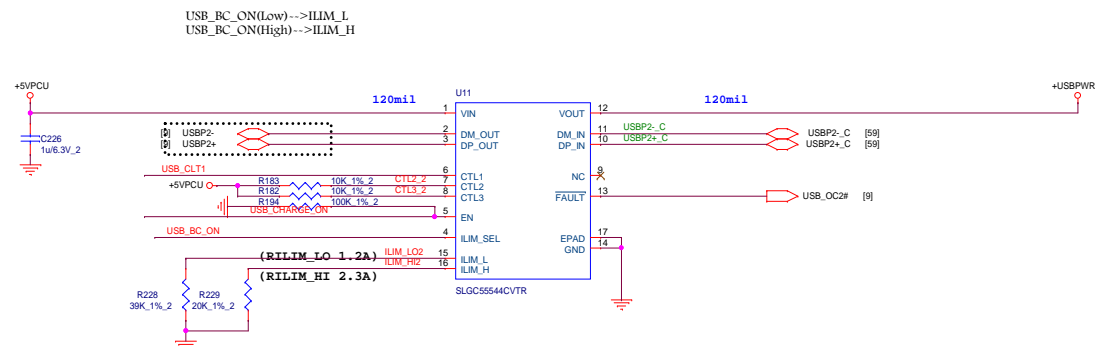 USB_BC_ON(Low)-->ILIM_L
USB_BC_ON(High)-->ILIM_H
+5VPCU
+USBPWR
U11
120mil
120mil
1
VIN
VOUT
12
C226
1u/6.3V_2
[9] USBP2-
2
DM_OUT
DM_IN
11
USBP2-_C
USBP2-_C [59]
[9] USBP2+
3
DP_OUT
DP_IN
10
USBP2+_C
USBP2+_C [59]
USB_CLT1
6
CTL1
NC
9
+5VPCU
R183
10K_1%_2
CTL2_2
7
CTL2
R182
10K_1%_2
CTL3_2
8
CTL3
FAULT
13
USB_OC2# [9]
R194
100K_1%_2
USB_CHARGE_ON
5
EN
USB_BC_ON
4
ILIM_SEL
EPAD
17
GND
14
(RILIM_LO 1.2A)
ILIM_LO2
15
ILIM_L
ILIM_HI2
16
ILIM_H
(RILIM_HI 2.3A)
SLGC55544CVTR
R228
39K_1%_2
R229
20K_1%_2